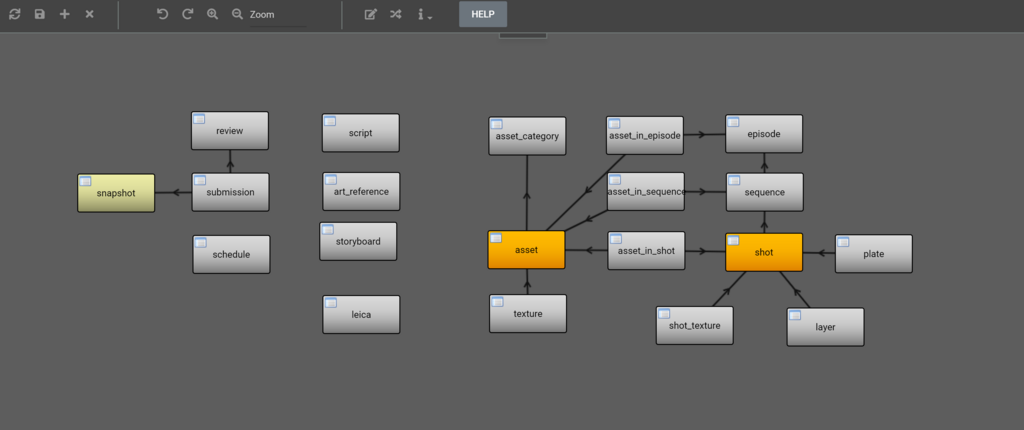 Zoom
HELP
review
script
asset_category
asset_in_episode
episode
snapshot
submission
art_reference
asset_in_sequence
sequence
schedule
storyboard
asset
asset_in_shot
shot
plate
leica
texture
shot_texture
layer